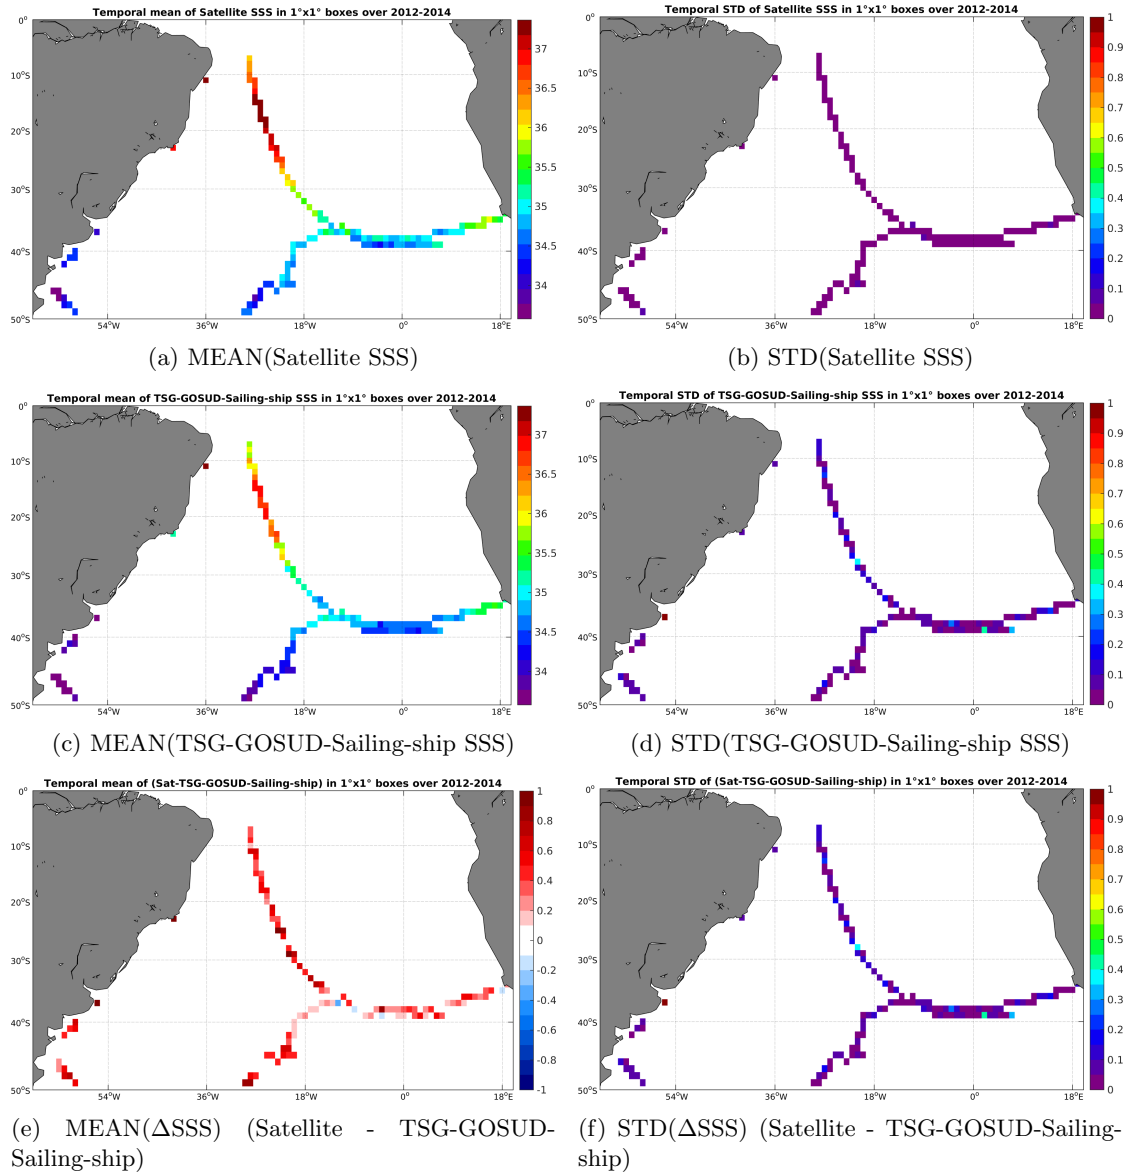 Temporal mean of Satellite SSS in 1°x1° boxes over 2012-2014
0°
10°S
20°S
30°S
40°S
50°S
54°W
36°W
18°W
0°
18°E
37
36.5
36
35.5
35
34.5
34
(a) MEAN(Satellite SSS)
Temporal STD of Satellite SSS in 1°x1° boxes over 2012-2014
0°
10°S
20°S
30°S
40°S
50°S
54°W
36°W
18°W
0°
18°E
1
0.9
0.8
0.7
0.6
0.5
0.4
0.3
0.2
0.1
0
(b) STD(Satellite SSS)
Temporal mean of TSG-GOSUD-Sailing-ship SSS in 1°x1° boxes over 2012-2014
0°
10°S
20°S
30°S
40°S
50°S
54°W
36°W
18°W
0°
18°E
37
36.5
36
35.5
35
34.5
34
(c) MEAN(TSG-GOSUD-Sailing-ship SSS)
Temporal STD of TSG-GOSUD-Sailing-ship SSS in 1°x1° boxes over 2012-2014
0°
10°S
20°S
30°S
40°S
50°S
54°W
36°W
18°W
0°
18°E
1
0.9
0.8
0.7
0.6
0.5
0.4
0.3
0.2
0.1
0
(d) STD(TSG-GOSUD-Sailing-ship SSS)
Temporal mean of (Sat-TSG-GOSUD-Sailing-ship) in 1°x1° boxes over 2012-2014
0°
10°S
20°S
30°S
40°S
50°S
54°W
36°W
18°W
0°
18°E
1
0.8
0.6
0.4
0.2
0
-0.2
-0.4
-0.6
-0.8
-1
(e) MEAN(ΔSSS) (Satellite - TSG-GOSUD-
Sailing-ship)
Temporal STD of (Sat-TSG-GOSUD-Sailing-ship) in 1°x1° boxes over 2012-2014
0°
10°S
20°S
30°S
40°S
50°S
54°W
36°W
18°W
0°
18°E
1
0.9
0.8
0.7
0.6
0.5
0.4
0.3
0.2
0.1
0
(f) STD(ΔSSS) (Satellite - TSG-GOSUD-Sailing-
ship)